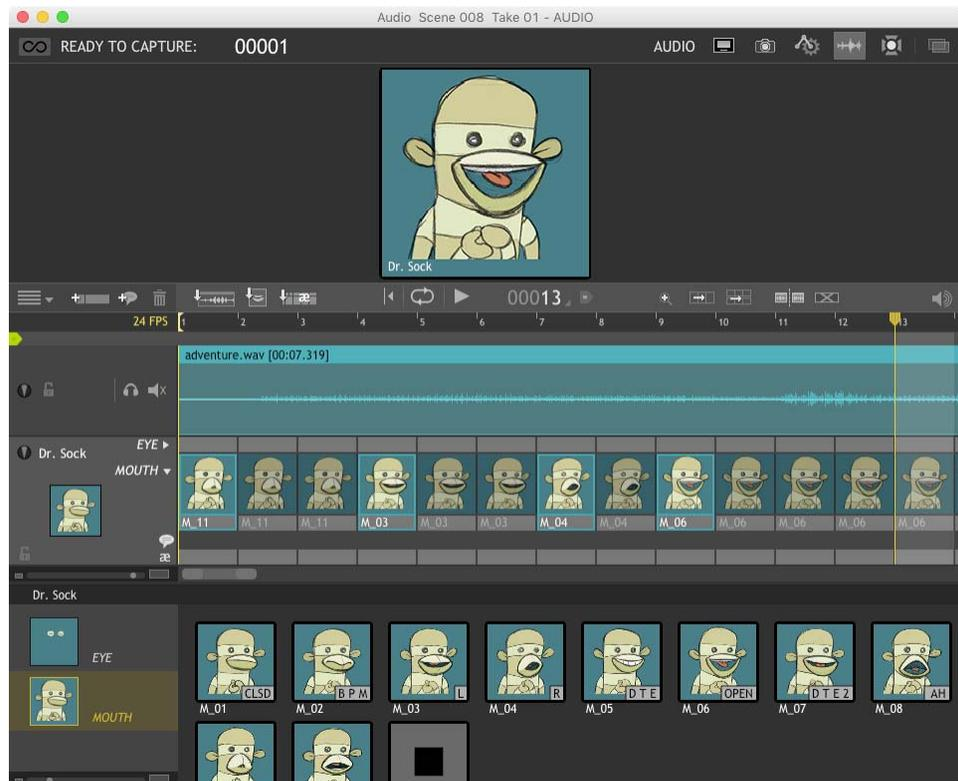 Audio Scene 008 Take 01 - AUDIO
READY TO CAPTURE: 00001 AUDIO
Dr. Sock
00013
24 FPS 1 2 3 4 5 6 7 8 9 10 11 12 13
adventure.wav [00:07.319]
EYE
Dr. Sock
MOUTH
M_11 M_11 M_11 M_03 M_03 M_03 M_04 M_04 M_06 M_06 M_06 M_06 M_06
æ
Dr. Sock
EYE
MOUTH
CLSD B P M L R D T E OPEN D T E 2 AH
M_01 M_02 M_03 M_04 M_05 M_06 M_07 M_08